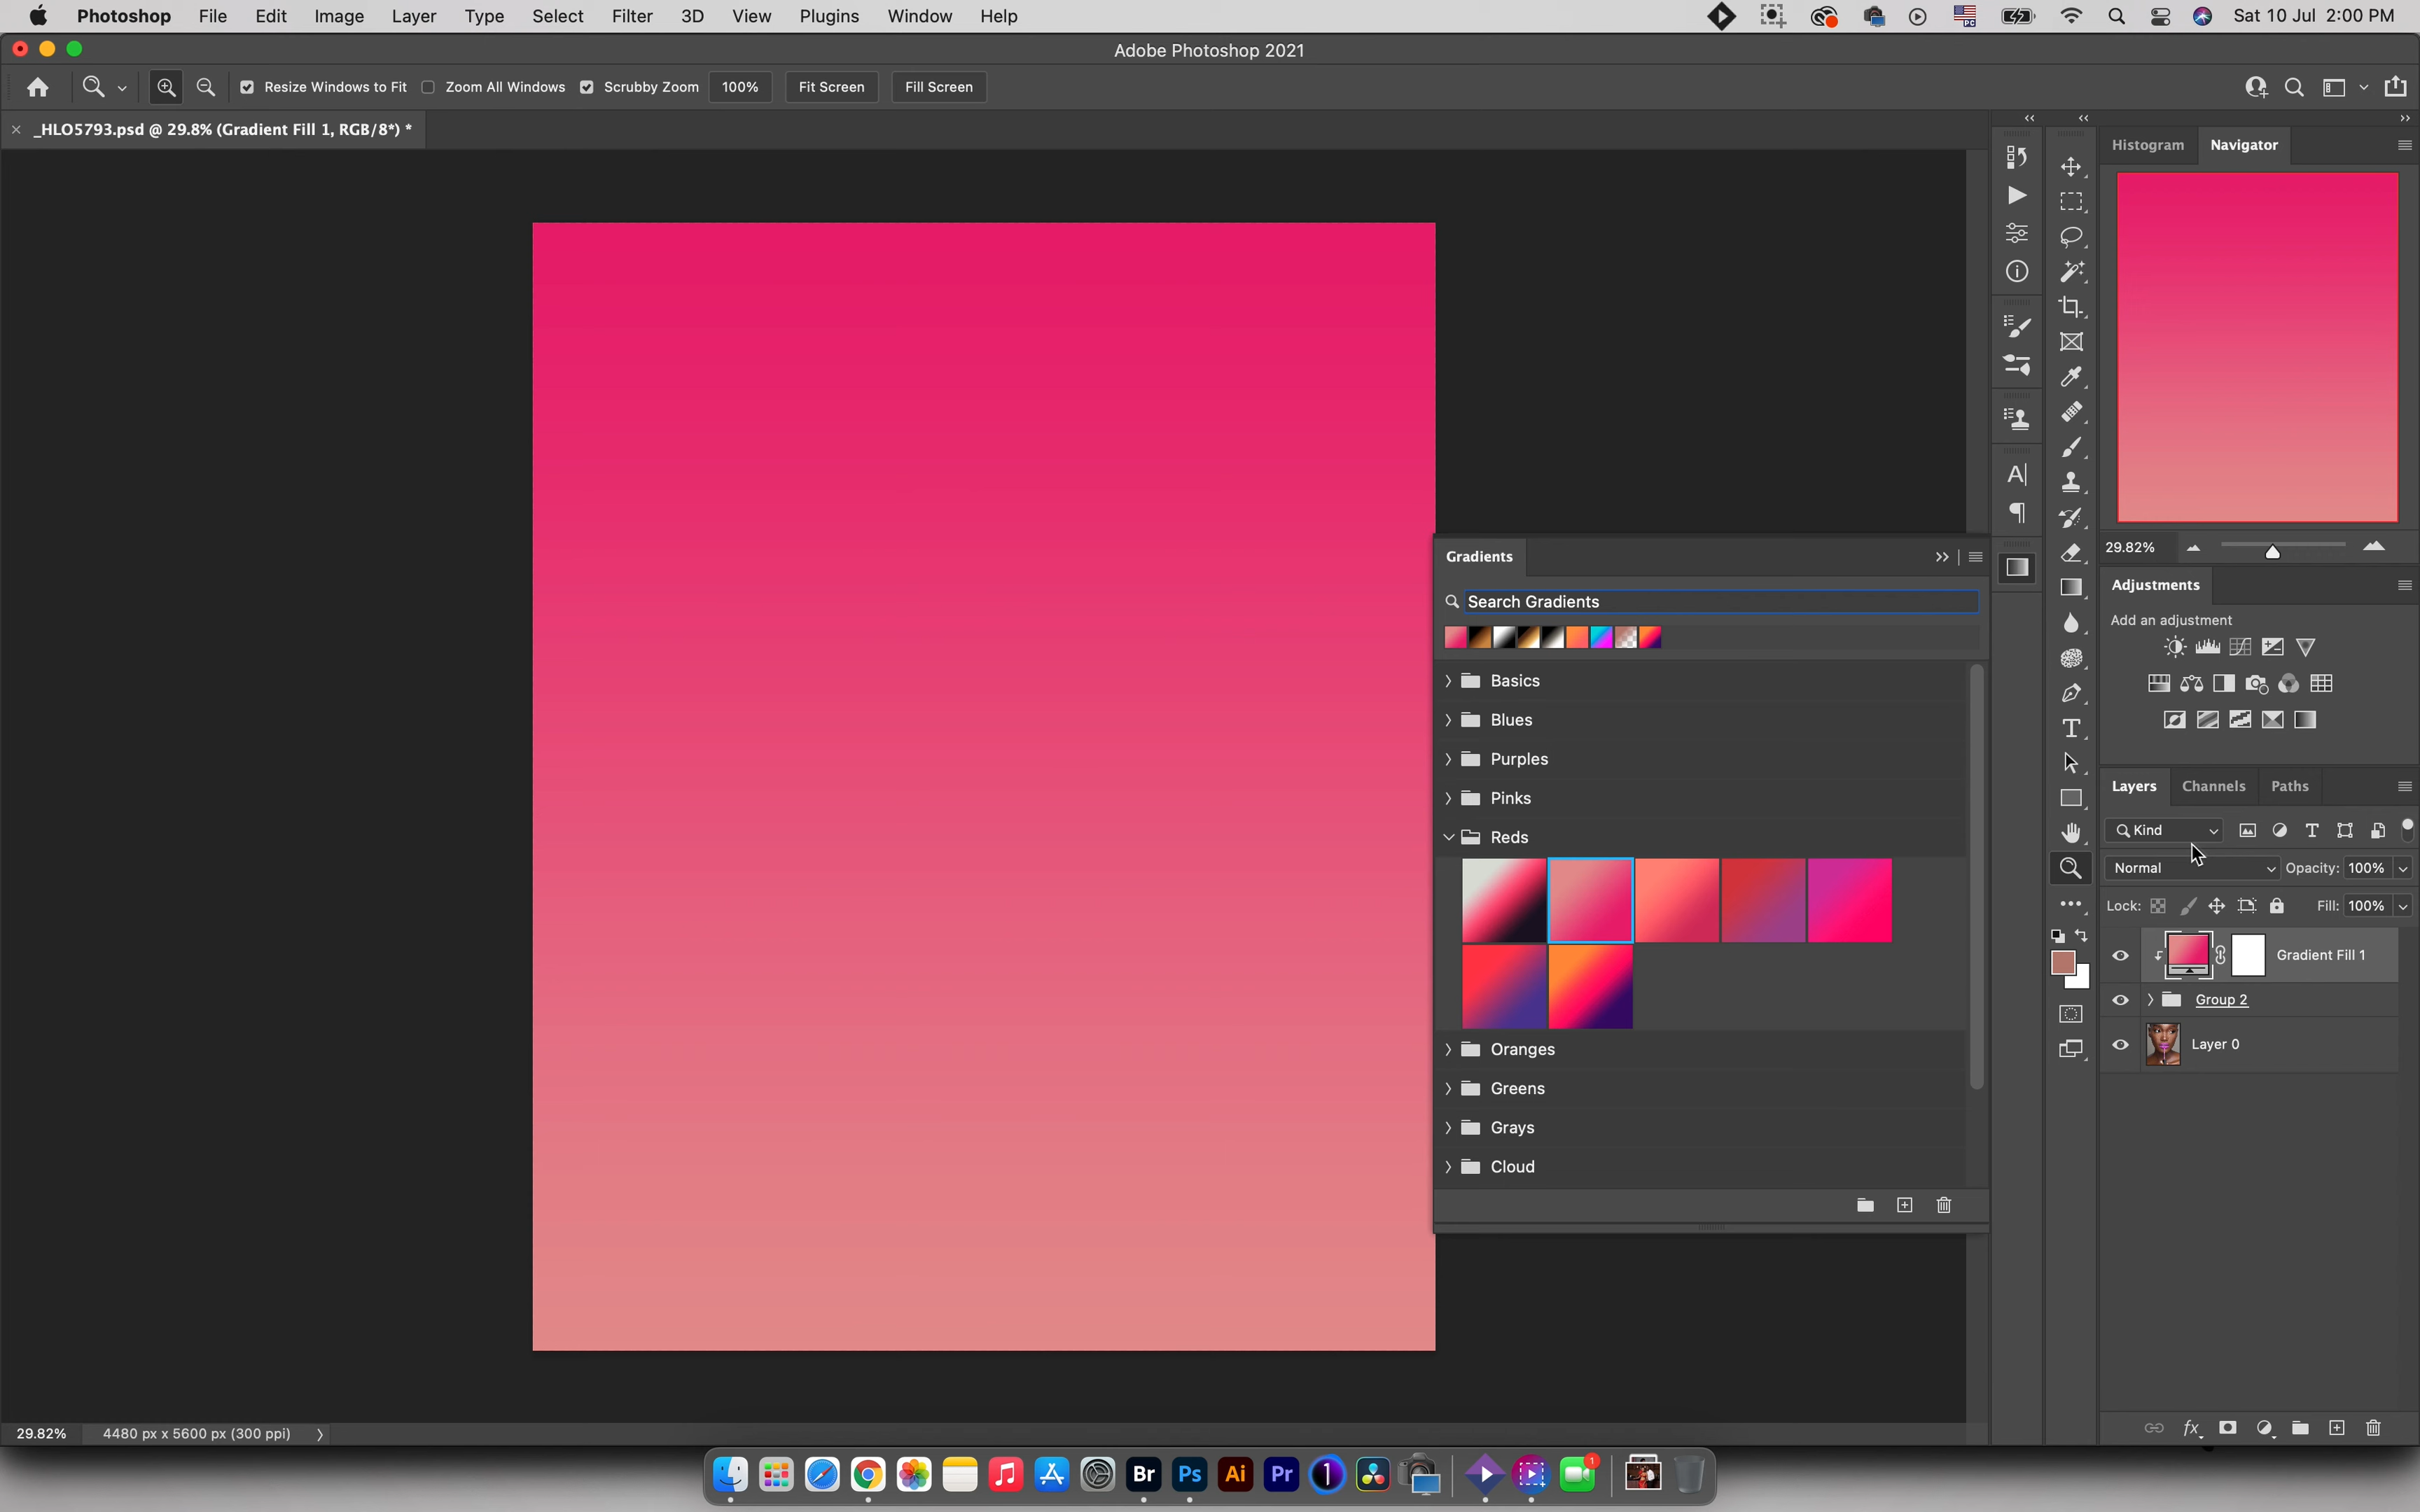 Photoshop File Edit Image Layer Type Select Filter 3D View Plugins Window Help PC Sat 10 Jul 2:00 PM
Adobe Photoshop 2021
Resize Windows to Fit Zoom All Windows Scrubby Zoom 100% Fit Screen Fill Screen
× _HLO5793.psd @ 29.8% (Gradient Fill 1, RGB/8*) *
Histogram Navigator
29.82%
Gradients
Search Gradients
Basics
Blues
Purples
Pinks
Reds
Oranges
Greens
Grays
Cloud
Adjustments
Add an adjustment
Layers Channels Paths
Kind
Normal Opacity: 100%
Lock: Fill: 100%
Gradient Fill 1
Group 2
Layer 0
fx
29.82% 4480 px x 5600 px (300 ppi)
Br Ps Ai Pr 1 1